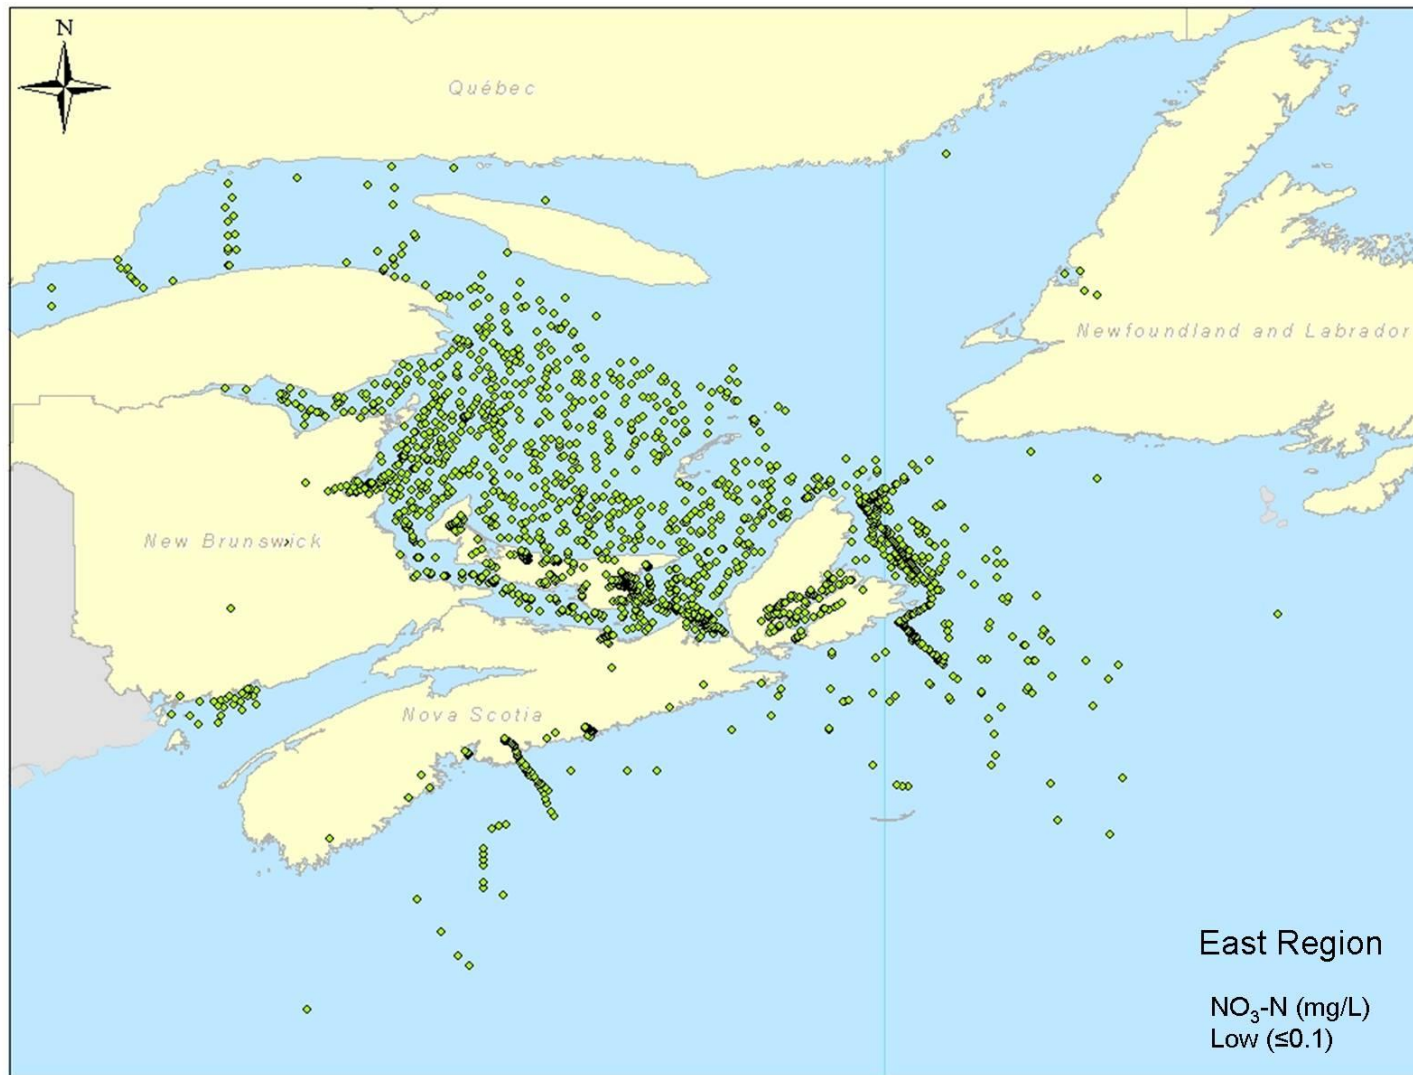 N
Québec
Newfoundland and Labrador
New Brunswick
Nova Scotia
East Region
NO₃-N (mg/L)
Low (≤0.1)